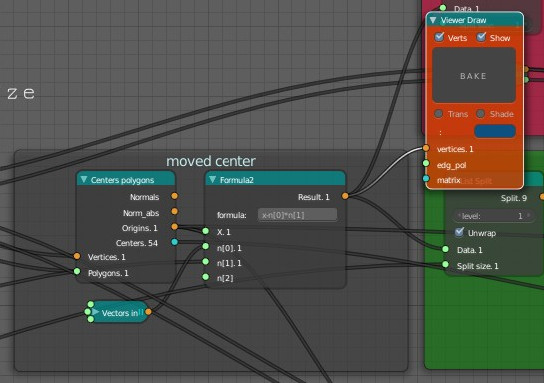 Data. 1
Viewer Draw
Verts Show
BAKE
Trans Shade
:
vertices. 1
edg_pol
matrix
ze
moved center
Centers polygons
Normals
Norm_abs
Origins. 1
Centers. 54
Vertices. 1
Polygons. 1
Vectors in
Formula2
Result. 1
formula: x-n[0]*n[1]
X. 1
n[0]. 1
n[1]. 1
n[2]
Split. 9
level: 1
Unwrap
Data. 1
Split size. 1